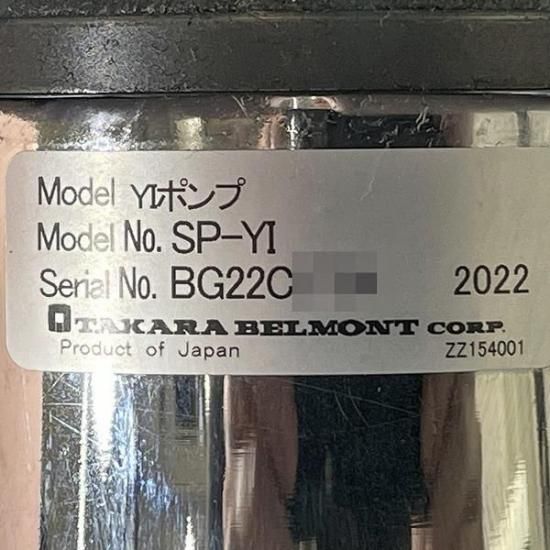 Model YIポンプ
Model No. SP-YI
Serial No. BG22C 2022
TAKARA BELMONT CORP.
Product of Japan ZZ154001